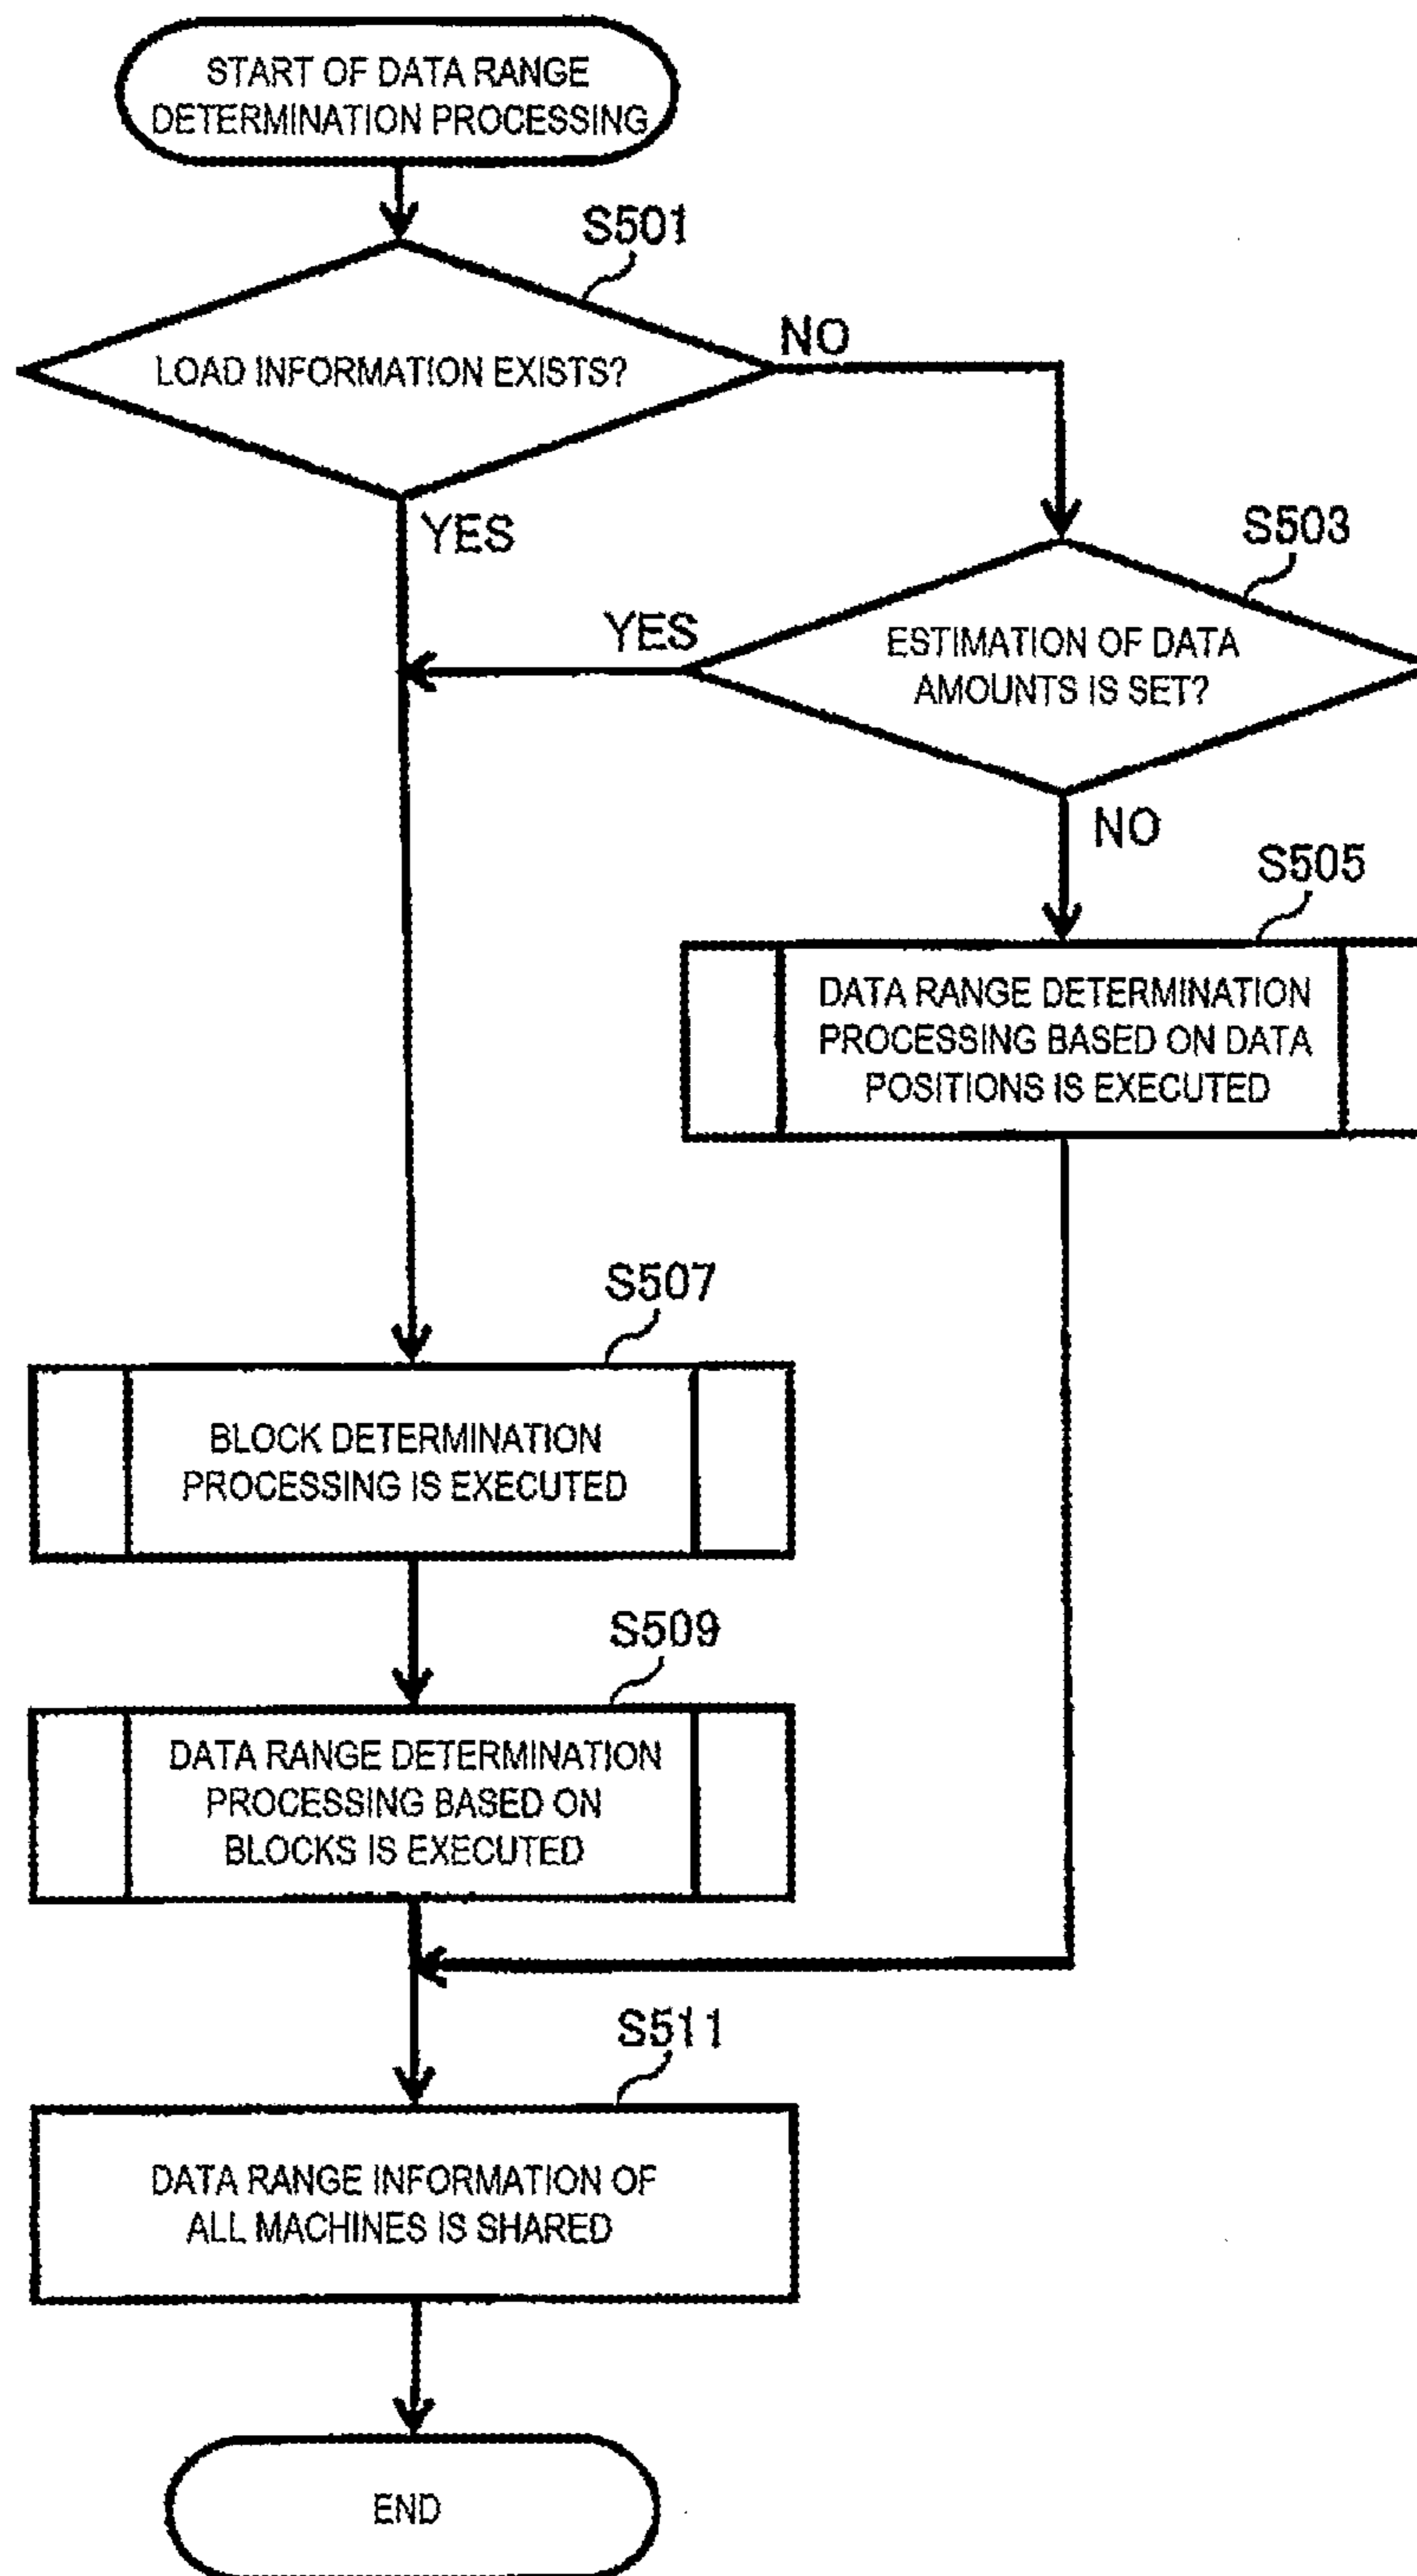 START OF DATA RANGE
DETERMINATION PROCESSING
S501
LOAD INFORMATION EXISTS?
NO
YES
S503
YES
ESTIMATION OF DATA
AMOUNTS IS SET?
NO
S505
DATA RANGE DETERMINATION
PROCESSING BASED ON DATA
POSITIONS IS EXECUTED
S507
BLOCK DETERMINATION
PROCESSING IS EXECUTED
S509
DATA RANGE DETERMINATION
PROCESSING BASED ON
BLOCKS IS EXECUTED
S511
DATA RANGE INFORMATION OF
ALL MACHINES IS SHARED
END